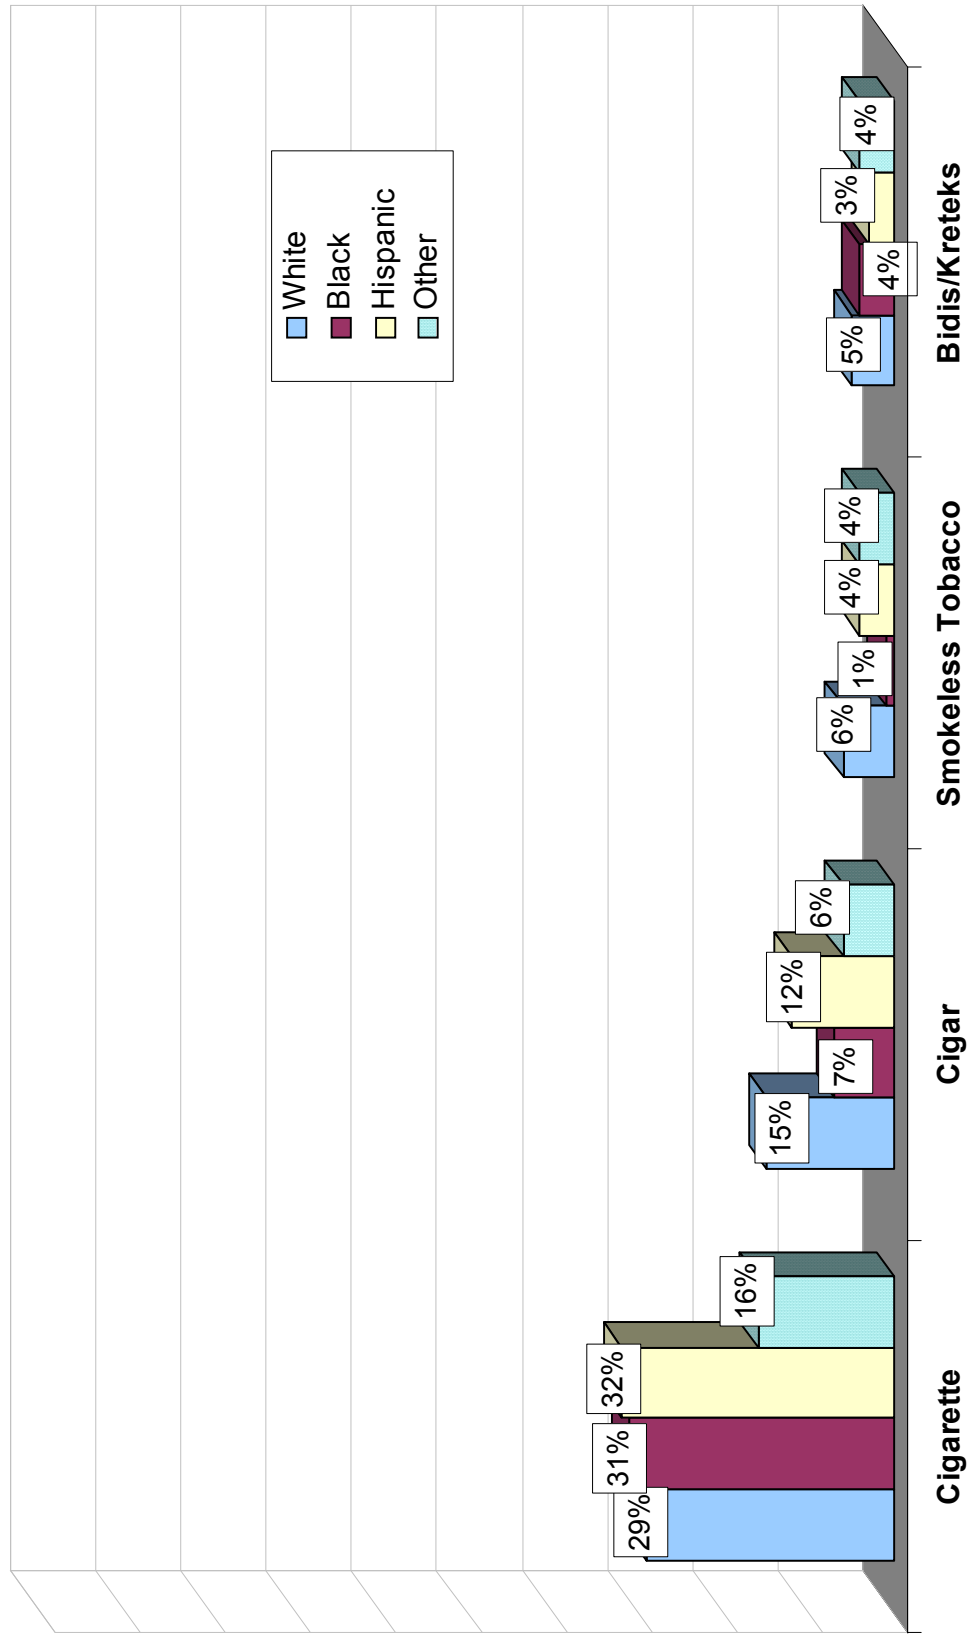 White
Black
Hispanic
Other
29%
31%
32%
16%
15%
7%
12%
6%
6%
1%
4%
4%
5%
4%
3%
4%
Cigarette
Cigar
Smokeless Tobacco
Bidis/Kreteks